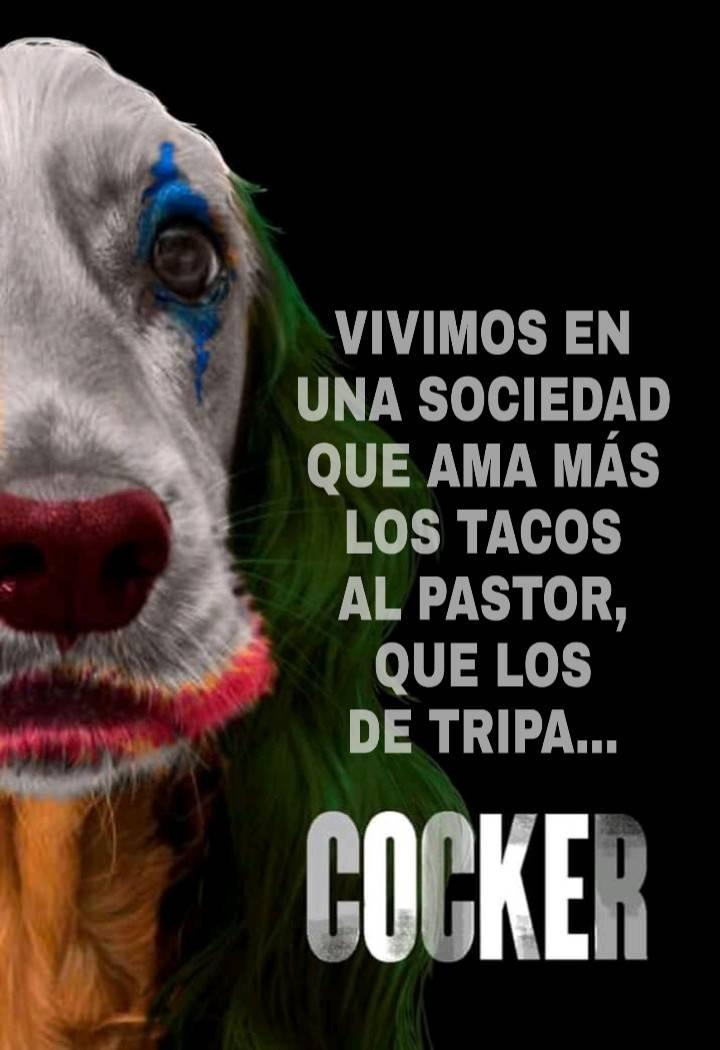 VIVIMOS EN
UNA SOCIEDAD
QUE AMA MÁS
LOS TACOS
AL PASTOR,
QUE LOS
DE TRIPA...
COCKER